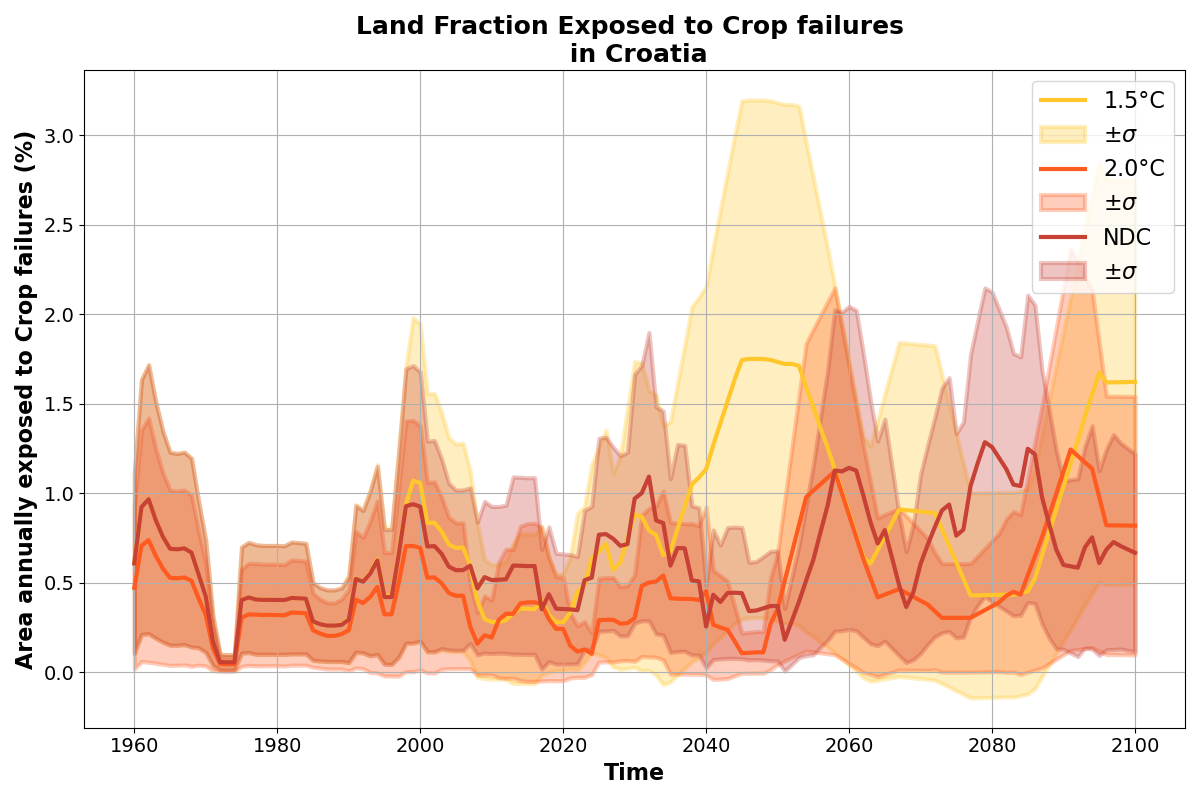 Land Fraction Exposed to Crop failures
in Croatia
Area annually exposed to Crop failures (%)
3.0
2.5
2.0
1.5
1.0
0.5
0.0
1960
1980
2000
2020
2040
2060
2080
2100
Time
1.5°C
±σ
2.0°C
±σ
NDC
±σ